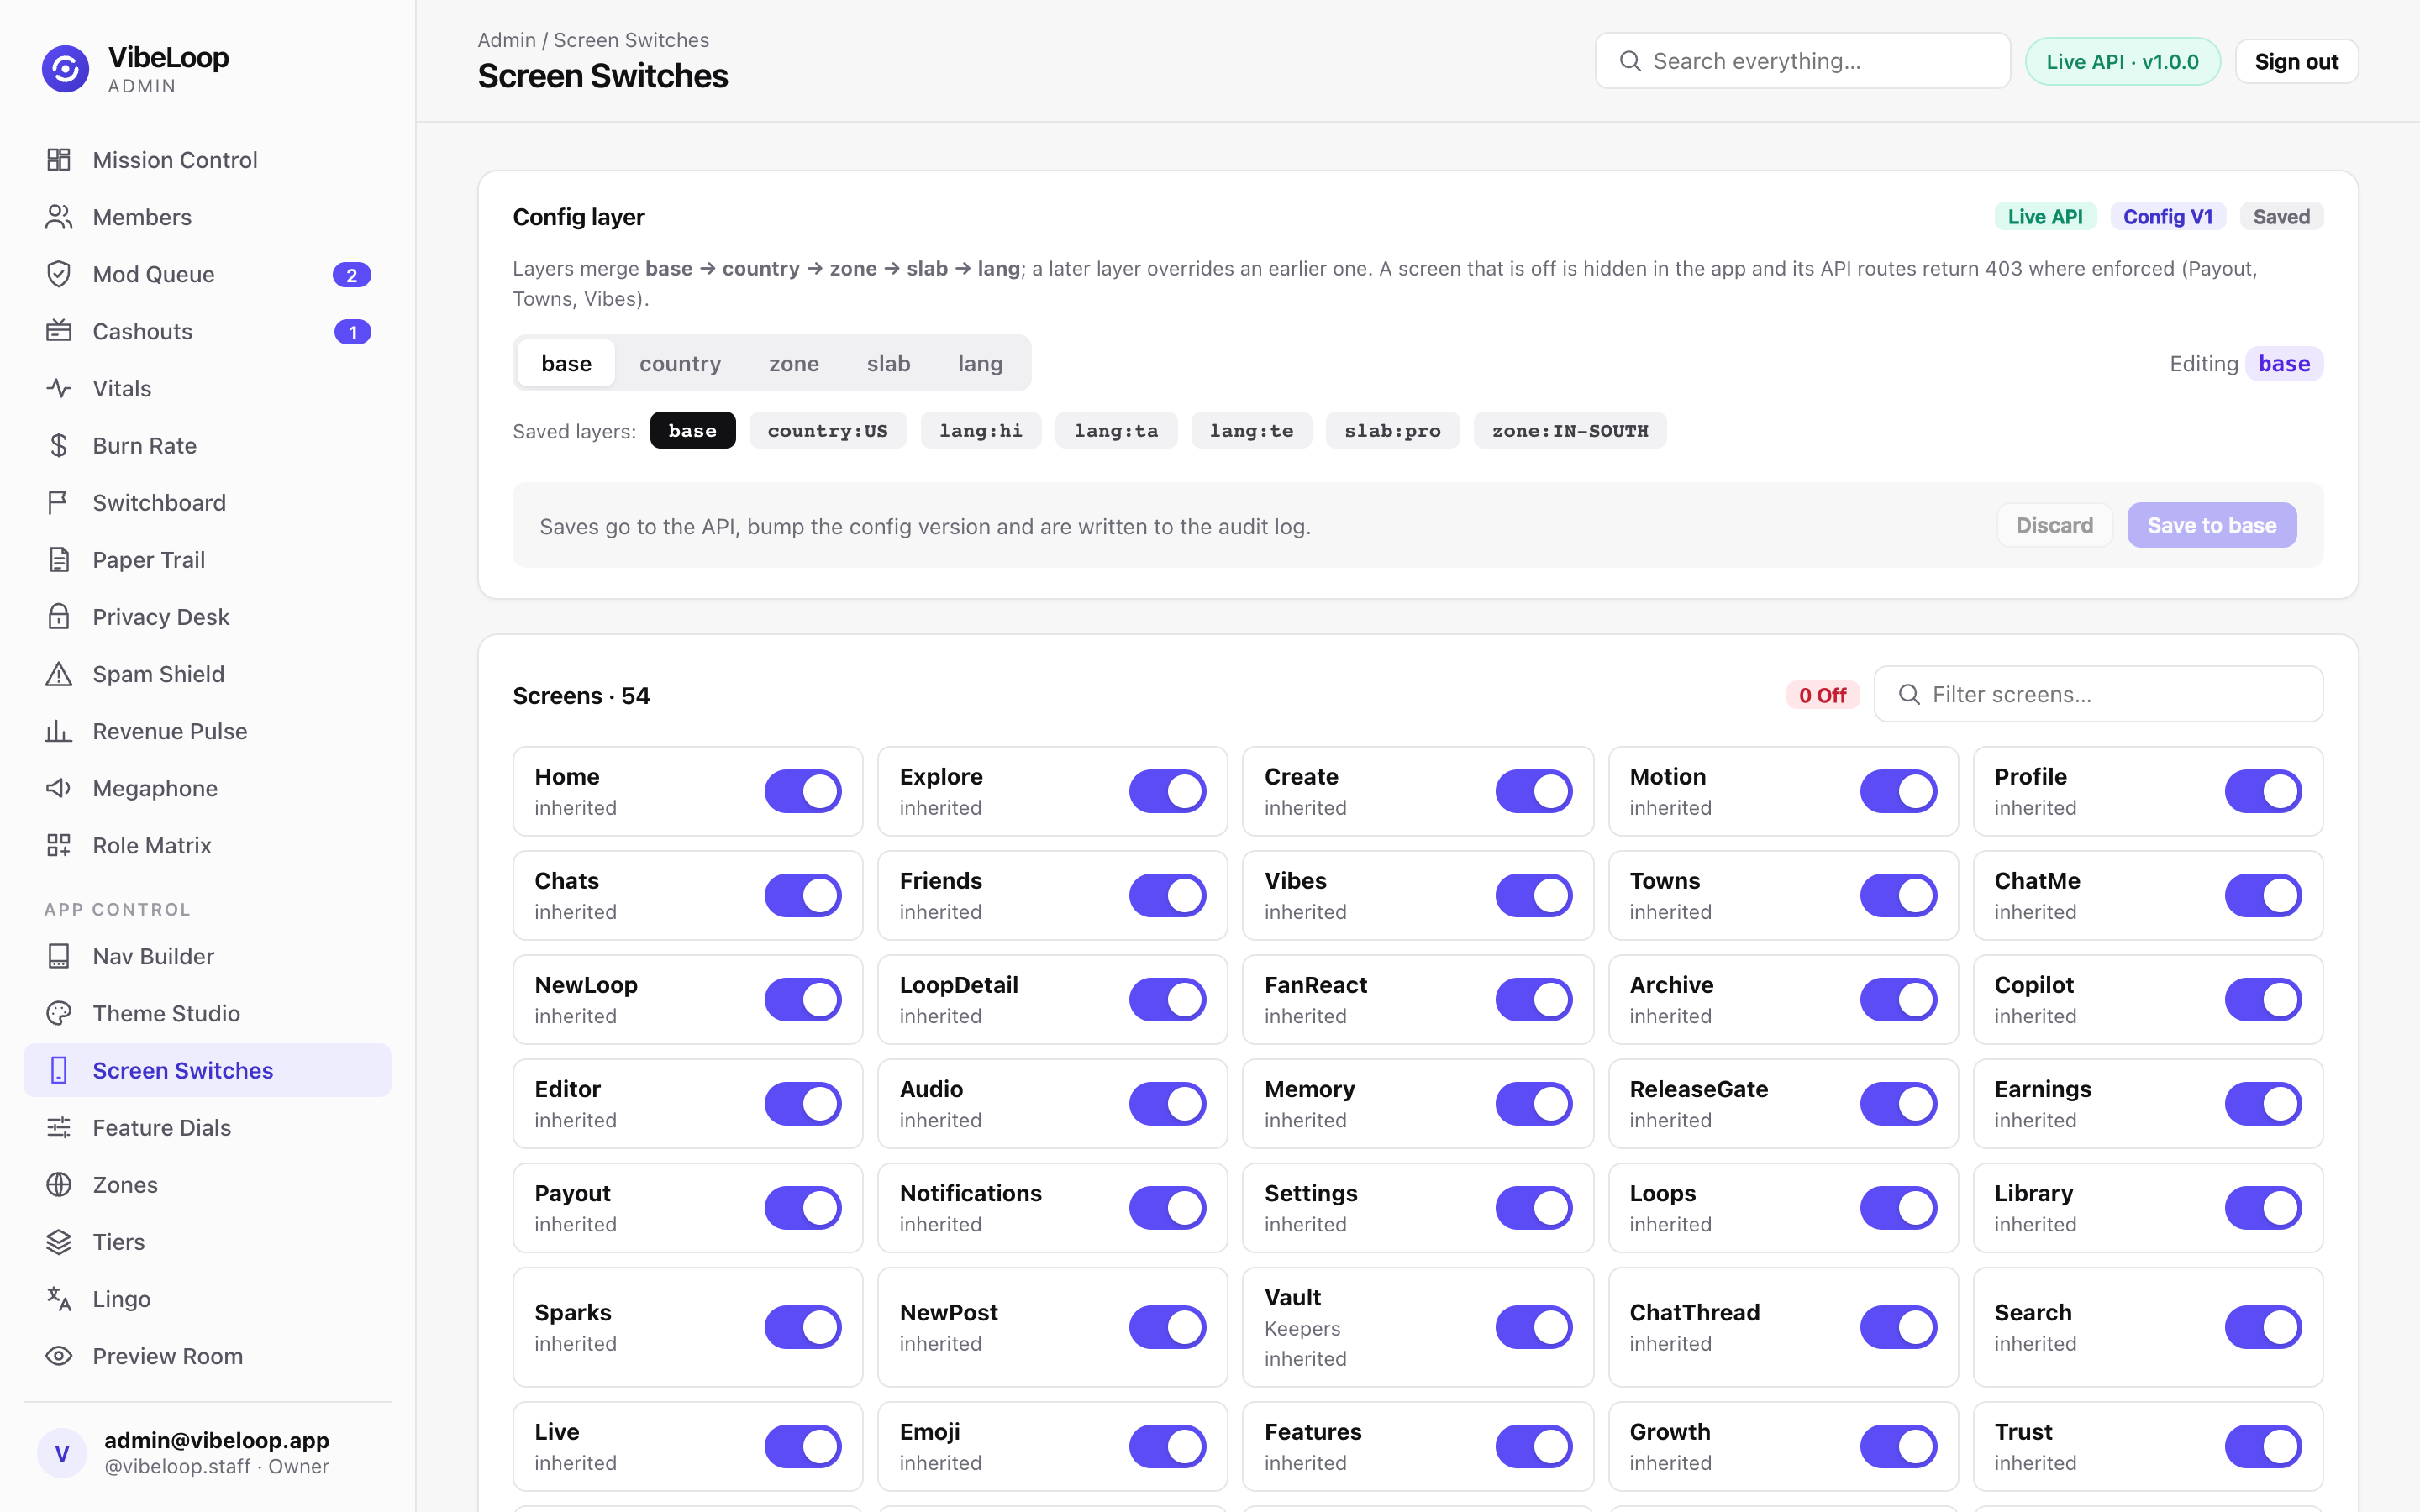 VibeLoop
ADMIN
Mission Control
Members
Mod Queue 2
Cashouts 1
Vitals
Burn Rate
Switchboard
Paper Trail
Privacy Desk
Spam Shield
Revenue Pulse
Megaphone
Role Matrix
APP CONTROL
Nav Builder
Theme Studio
Screen Switches
Feature Dials
Zones
Tiers
Lingo
Preview Room
V
admin@vibeloop.app
@vibeloop.staff · Owner
Admin / Screen Switches
Screen Switches
Search everything...
Live API · v1.0.0
Sign out
Config layer
Live API Config V1 Saved
Layers merge base → country → zone → slab → lang; a later layer overrides an earlier one. A screen that is off is hidden in the app and its API routes return 403 where enforced (Payout,
Towns, Vibes).
base country zone slab lang
Editing base
Saved layers: base country:US lang:hi lang:ta lang:te slab:pro zone:IN-SOUTH
Saves go to the API, bump the config version and are written to the audit log.
Discard Save to base
Screens · 54
0 Off
Filter screens...
Home Explore Create Motion Profile
inherited inherited inherited inherited inherited
Chats Friends Vibes Towns ChatMe
inherited inherited inherited inherited inherited
NewLoop LoopDetail FanReact Archive Copilot
inherited inherited inherited inherited inherited
Editor Audio Memory ReleaseGate Earnings
inherited inherited inherited inherited inherited
Payout Notifications Settings Loops Library
inherited inherited inherited inherited inherited
Sparks NewPost Vault ChatThread Search
Keepers
inherited inherited inherited inherited inherited
Live Emoji Features Growth Trust
inherited inherited inherited inherited inherited